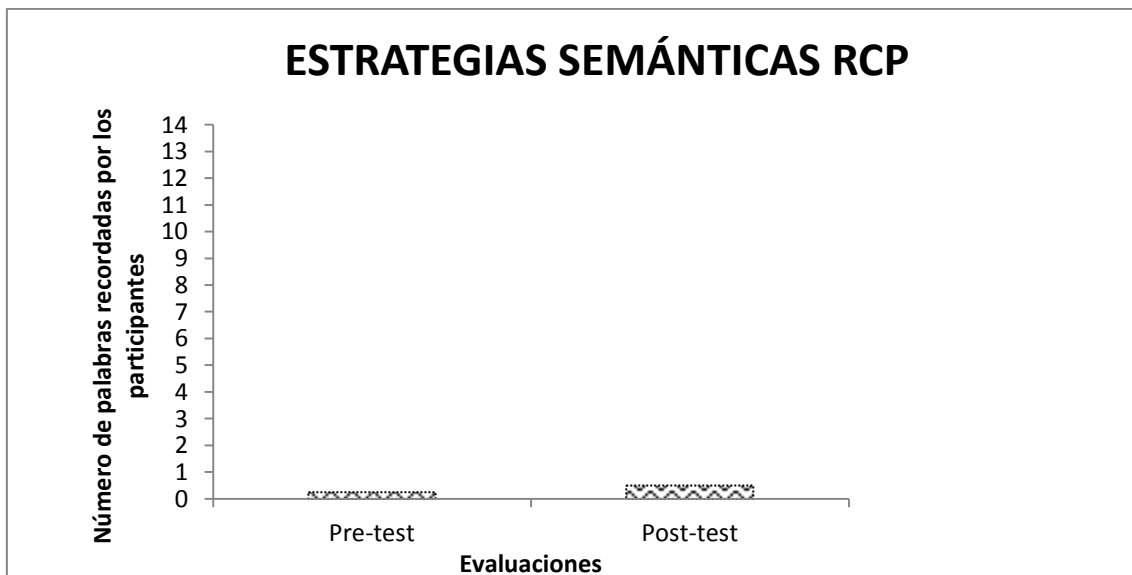 ESTRATEGIAS SEMÁNTICAS RCP
Número de palabras recordadas por los
participantes
14
13
12
11
10
9
8
7
6
5
4
3
2
1
0
Pre-test
Post-test
Evaluaciones